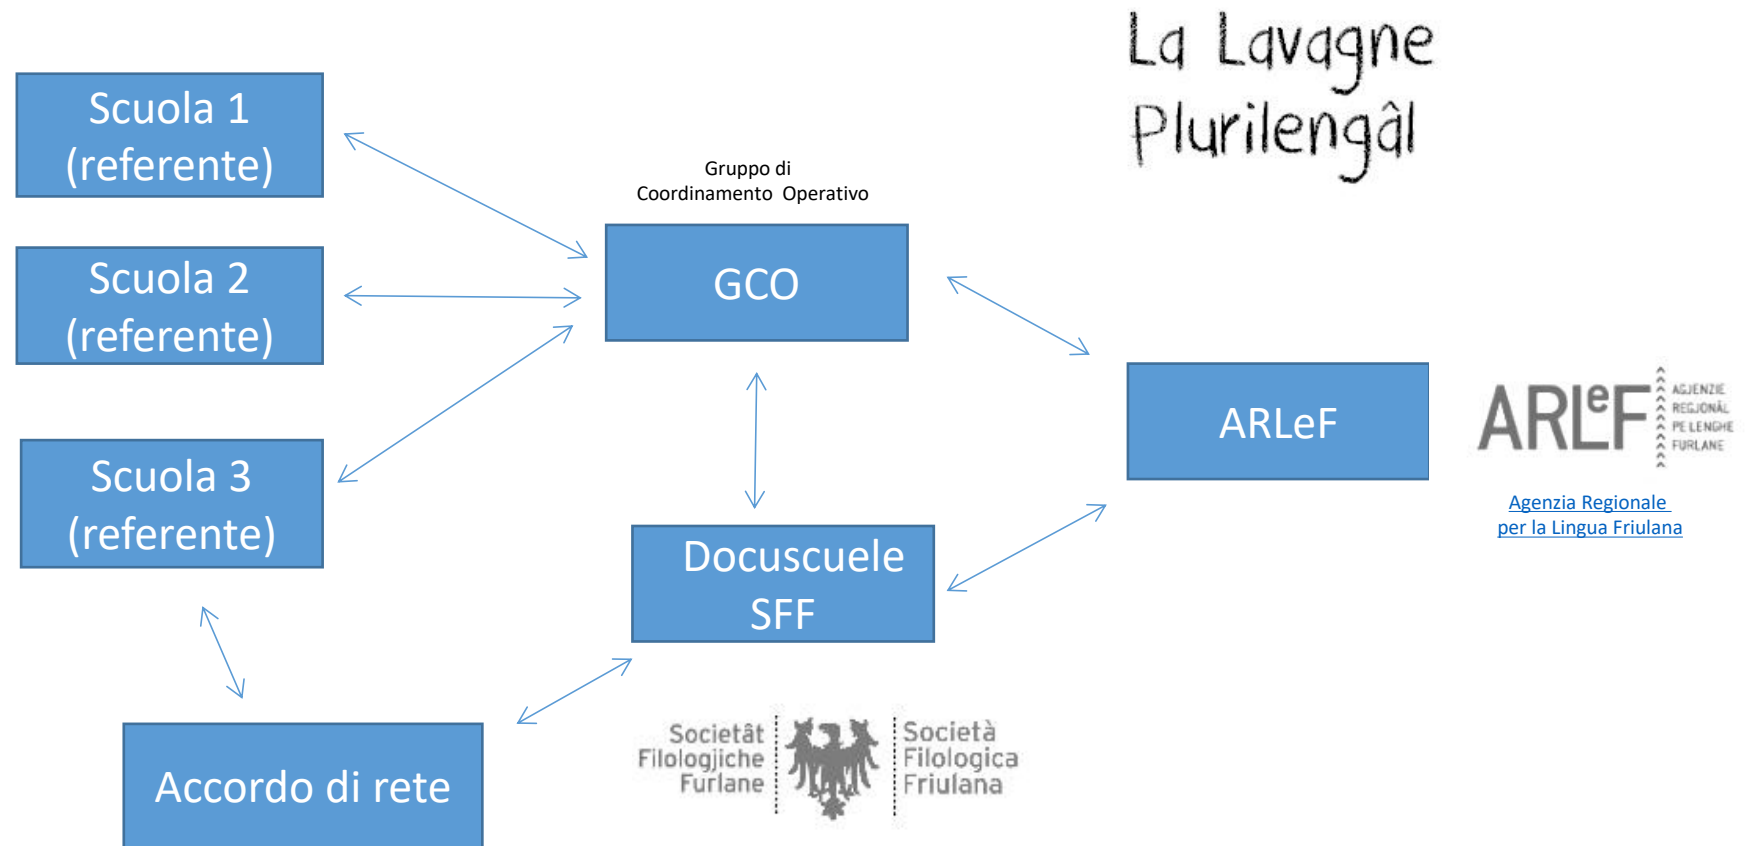 La Lavagne
Plurilengâl
Scuola 1
(referente)
Gruppo di
Coordinamento Operativo
Scuola 2
(referente)
GCO
ARLeF
ARLeF
AGJENZIE
REGJONÂL
PE LENGHE
FURLANE
Agenzia Regionale
per la Lingua Friulana
Scuola 3
(referente)
Docuscuele
SFF
Accordo di rete
Societât
Filologjiche
Furlane
Società
Filologica
Friulana